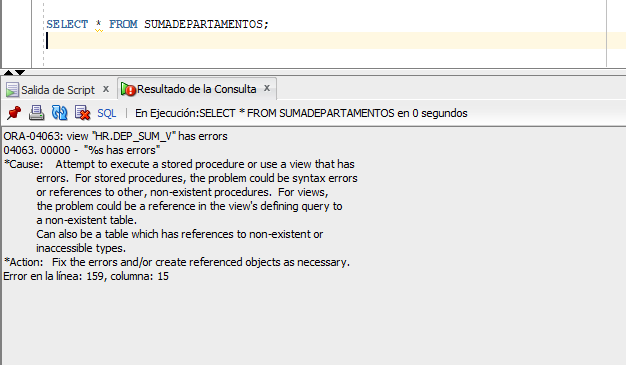 SELECT * FROM SUMADEPARTAMENTOS;
Salida de Script x Resultado de la Consulta x
SQL | En Ejecución:SELECT * FROM SUMADEPARTAMENTOS en 0 segundos
ORA-04063: view "HR.DEP_SUM_V" has errors
04063. 00000 - "%s has errors"
*Cause: Attempt to execute a stored procedure or use a view that has
errors. For stored procedures, the problem could be syntax errors
or references to other, non-existent procedures. For views,
the problem could be a reference in the view's defining query to
a non-existent table.
Can also be a table which has references to non-existent or
inaccessible types.
*Action: Fix the errors and/or create referenced objects as necessary.
Error en la línea: 159, columna: 15